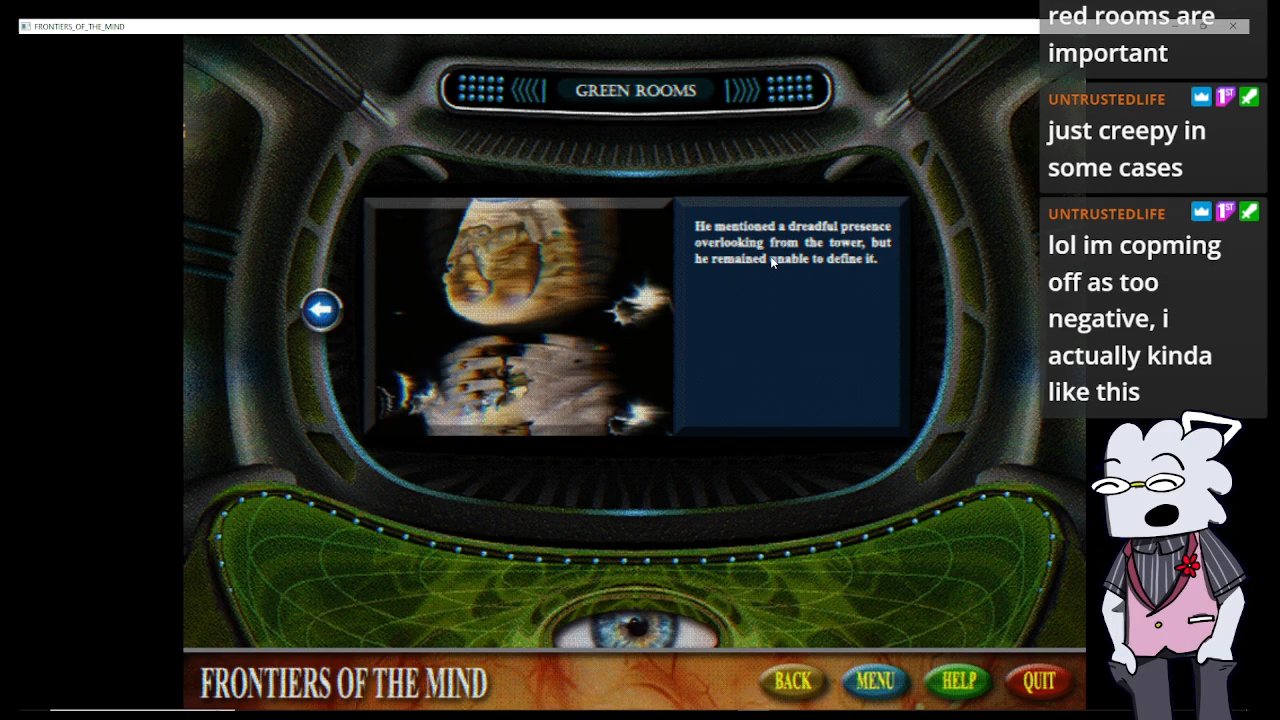 FRONTIERS_OF_THE_MIND
GREEN ROOMS
He mentioned a dreadful presence
overlooking from the tower, but
he remained unable to define it.
FRONTIERS OF THE MIND
BACK
MENU
HELP
QUIT
red rooms are
important
UNTRUSTEDLIFE 1ST
just creepy in
some cases
UNTRUSTEDLIFE 1ST
lol im copming
off as too
negative, i
actually kinda
like this